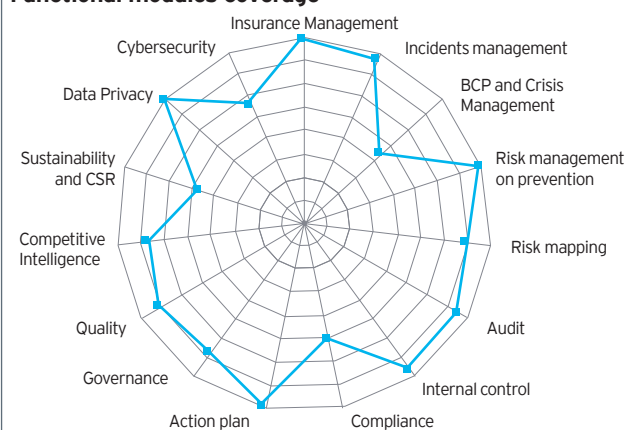 Functional modules coverage
Insurance Management
Incidents management
BCP and Crisis
Management
Risk management
on prevention
Risk mapping
Audit
Internal control
Compliance
Action plan
Governance
Quality
Competitive
Intelligence
Sustainability
and CSR
Data Privacy
Cybersecurity